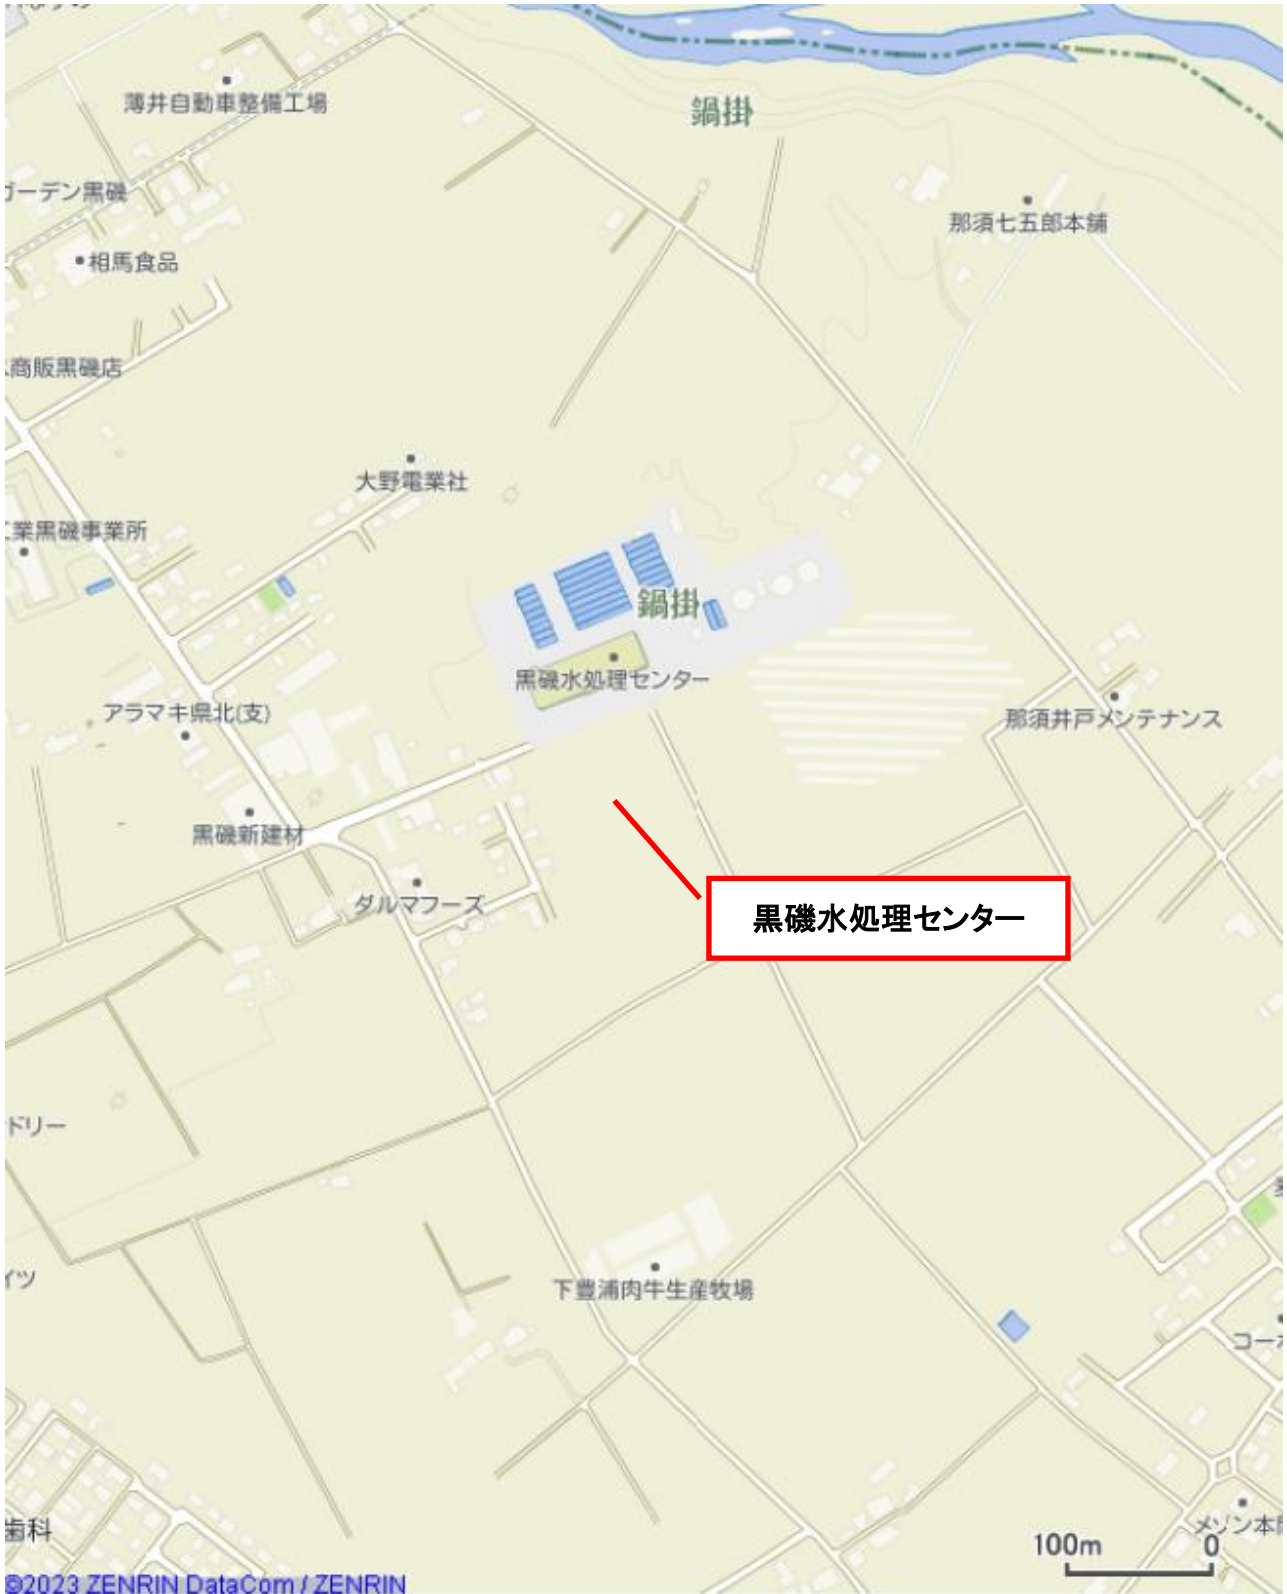 薄井自動車整備工場
鍋掛
ガーデン黒磯
那須七五郎本舗
相馬食品
商販黒磯店
大野電業社
業黒磯事業所
鍋掛
黒磯水処理センター
アラマキ県北(支)
那須井戸メンテナンス
黒磯新建材
ダルマフーズ
黒磯水処理センター
ドリー
イツ
下豊浦肉牛生産牧場
コーポ
歯科
メゾン本
100m 0
©2023 ZENRIN DataCom / ZENRIN